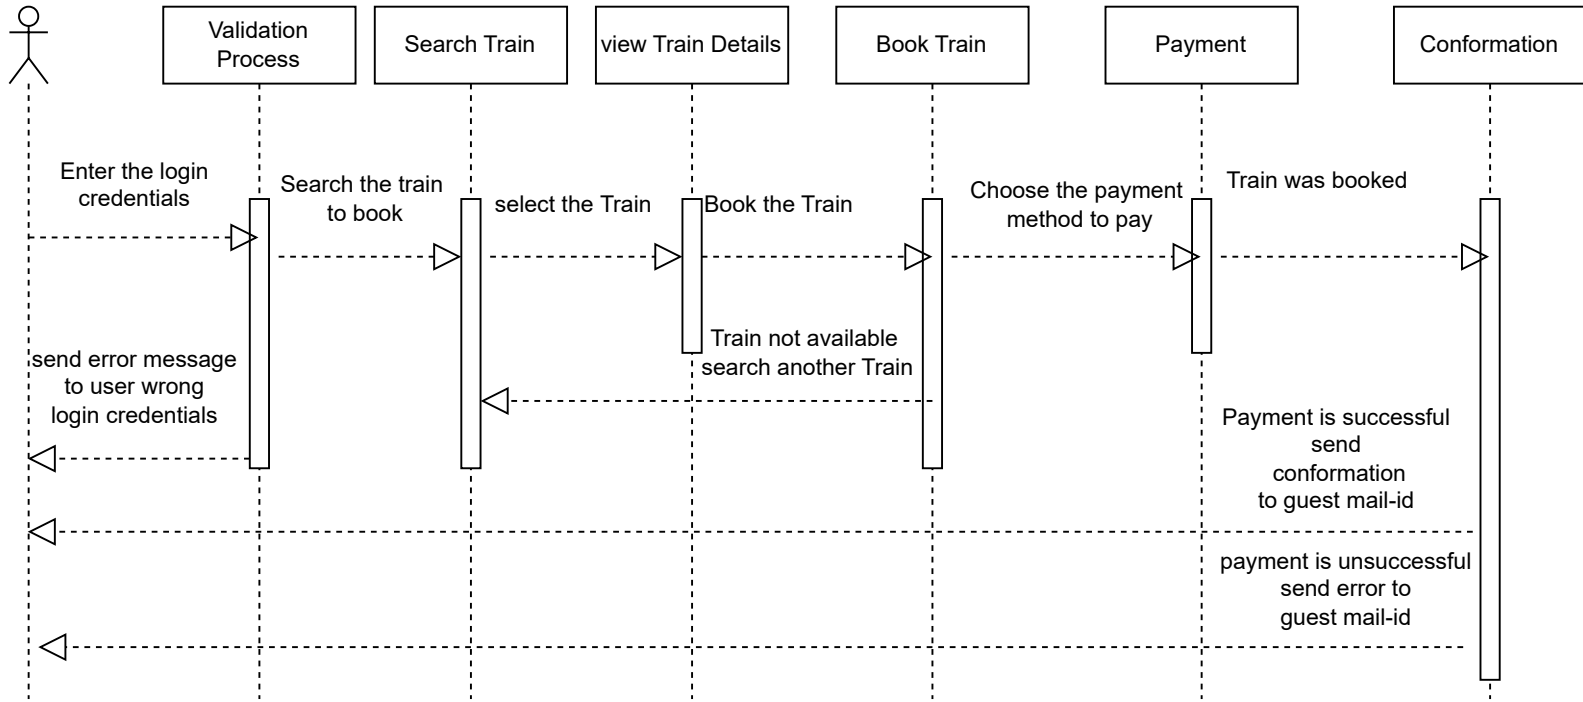 Validation
Process
Search Train
view Train Details
Book Train
Payment
Conformation
Enter the login
credentials
Search the train
to book
select the Train
Book the Train
Choose the payment
method to pay
Train was booked
Train not available
search another Train
send error message
to user wrong
login credentials
Payment is successful
send
conformation
to guest mail-id
payment is unsuccessful
send error to
guest mail-id